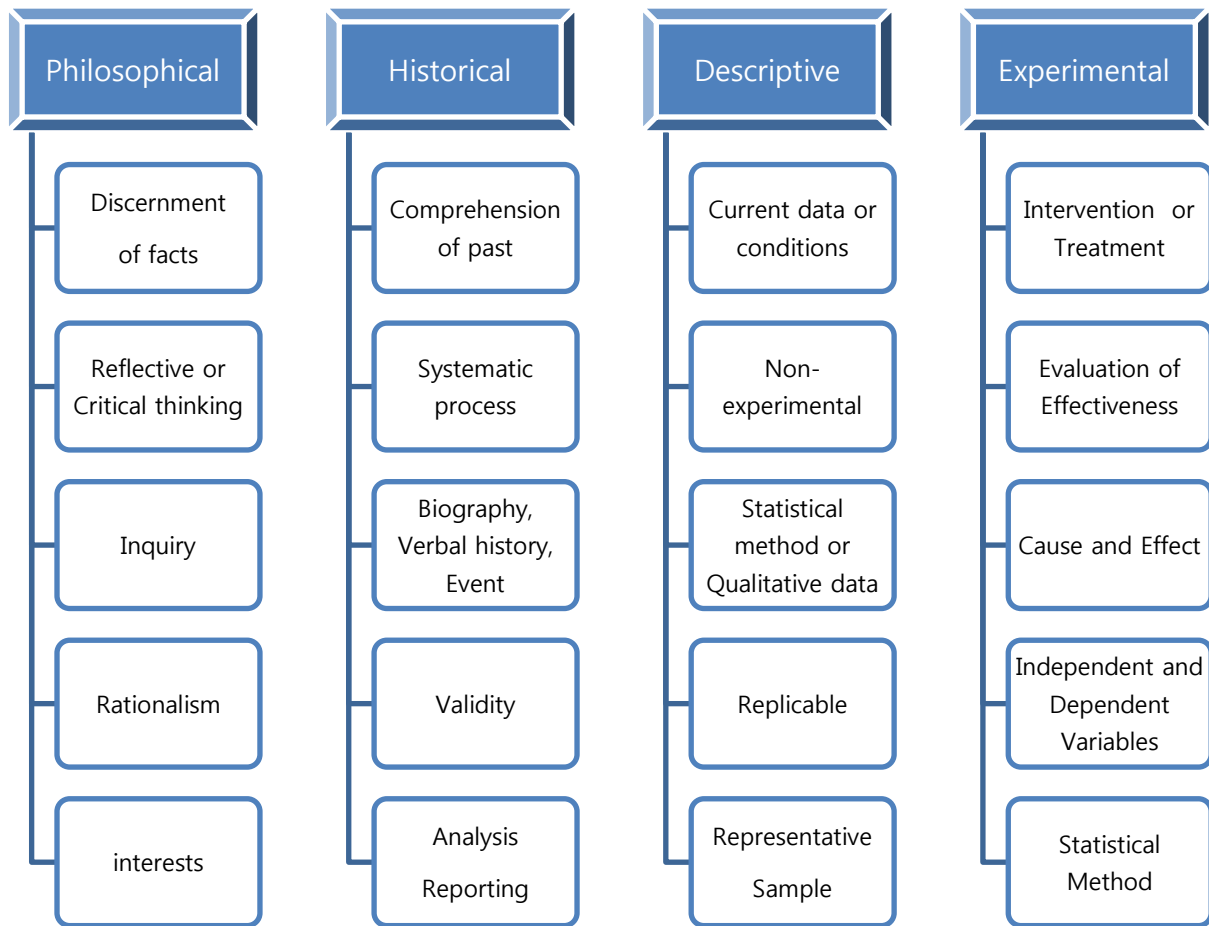 Philosophical
Discernment
of facts
Reflective or
Critical thinking
Inquiry
Rationalism
interests
Historical
Comprehension
of past
Systematic
process
Biography,
Verbal history,
Event
Validity
Analysis
Reporting
Descriptive
Current data or
conditions
Non-
experimental
Statistical
method or
Qualitative data
Replicable
Representative
Sample
Experimental
Intervention or
Treatment
Evaluation of
Effectiveness
Cause and Effect
Independent and
Dependent
Variables
Statistical
Method